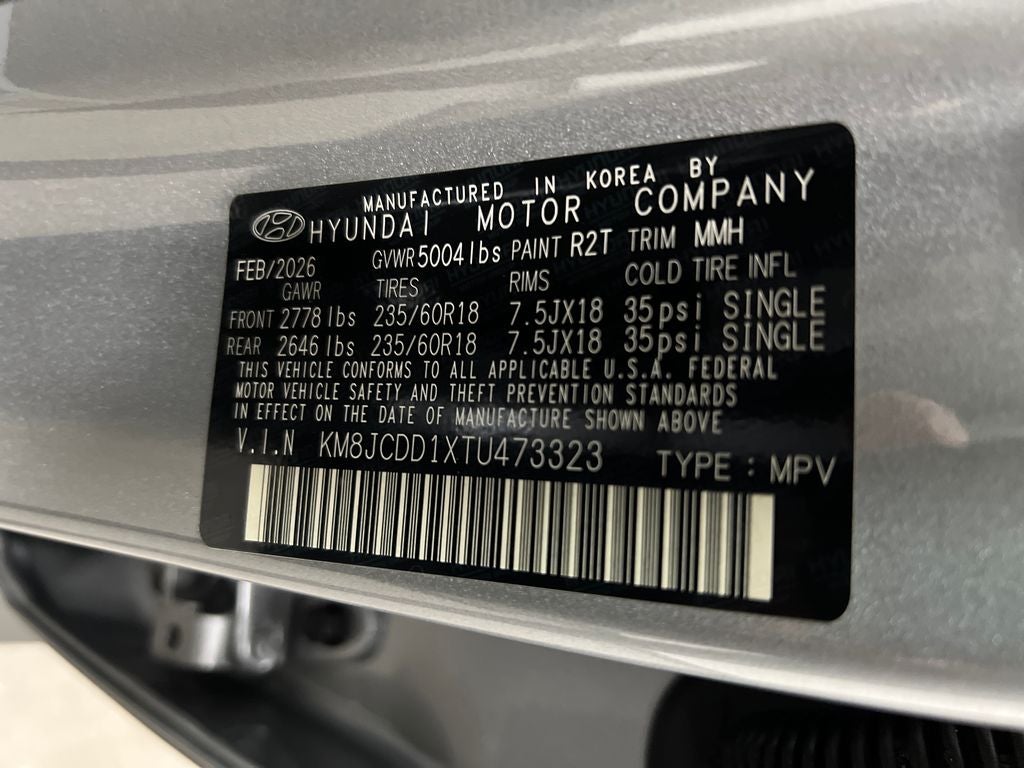 MANUFACTURED IN KOREA BY
HYUNDAI MOTOR COMPANY
FEB/2026 GVWR 5004 lbs PAINT R2T TRIM MMH
GAWR TIRES RIMS COLD TIRE INFL
FRONT 2778 lbs 235/60R18 7.5JX18 35psi SINGLE
REAR 2646 lbs 235/60R18 7.5JX18 35psi SINGLE
THIS VEHICLE CONFORMS TO ALL APPLICABLE U.S.A. FEDERAL
MOTOR VEHICLE SAFETY AND THEFT PREVENTION STANDARDS
IN EFFECT ON THE DATE OF MANUFACTURE SHOWN ABOVE
V.I.N KM8JCDD1XTU473323 TYPE : MPV